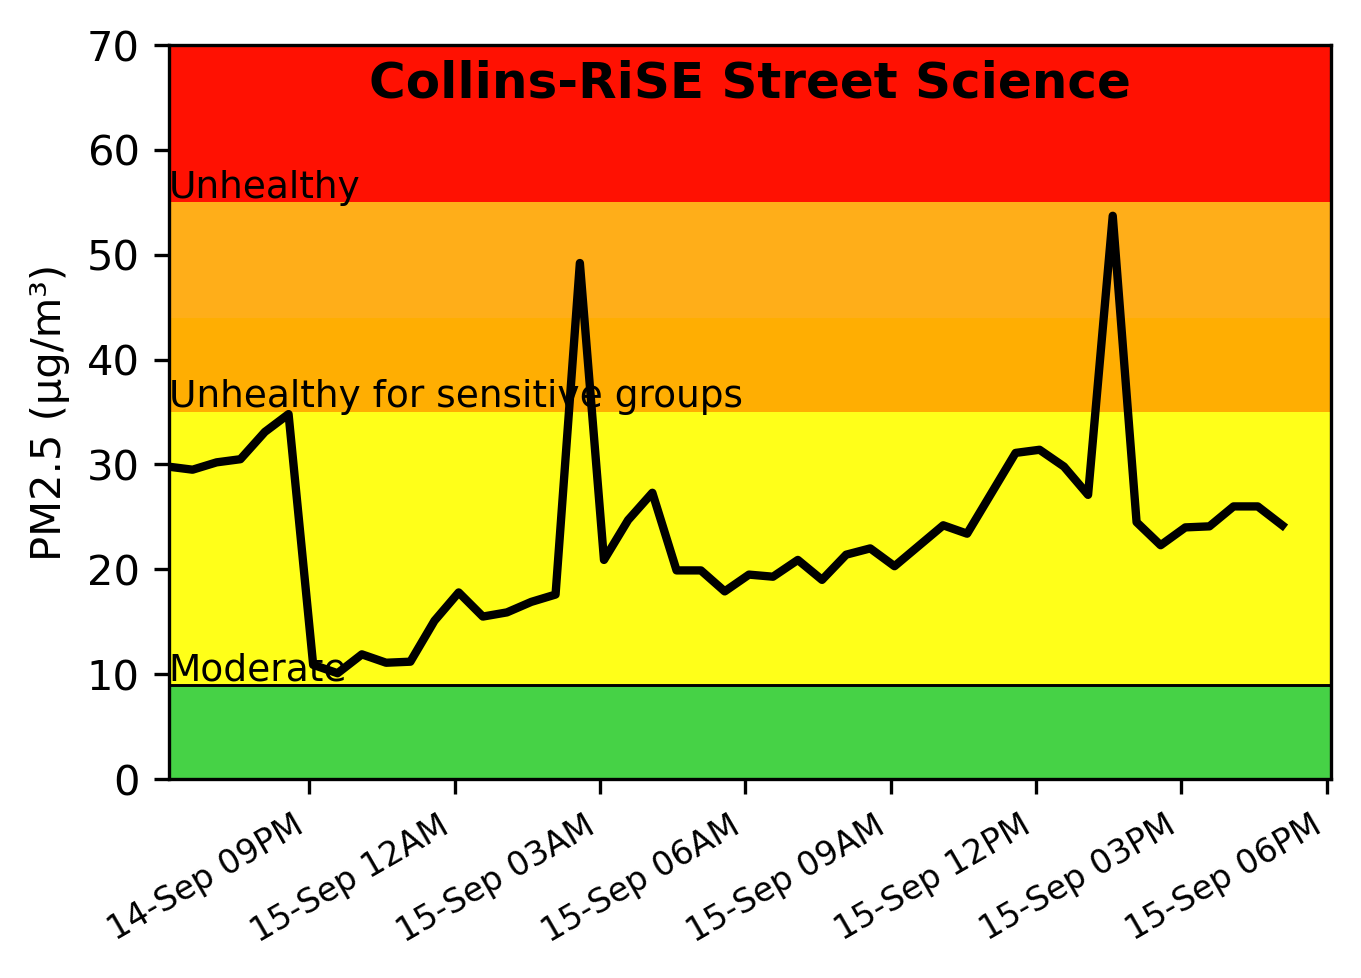 Collins-RiSE Street Science
PM2.5 (µg/m³)
70
60
50
40
30
20
10
0
Unhealthy
Unhealthy for sensitive groups
Moderate
14-Sep 09PM
15-Sep 12AM
15-Sep 03AM
15-Sep 06AM
15-Sep 09AM
15-Sep 12PM
15-Sep 03PM
15-Sep 06PM